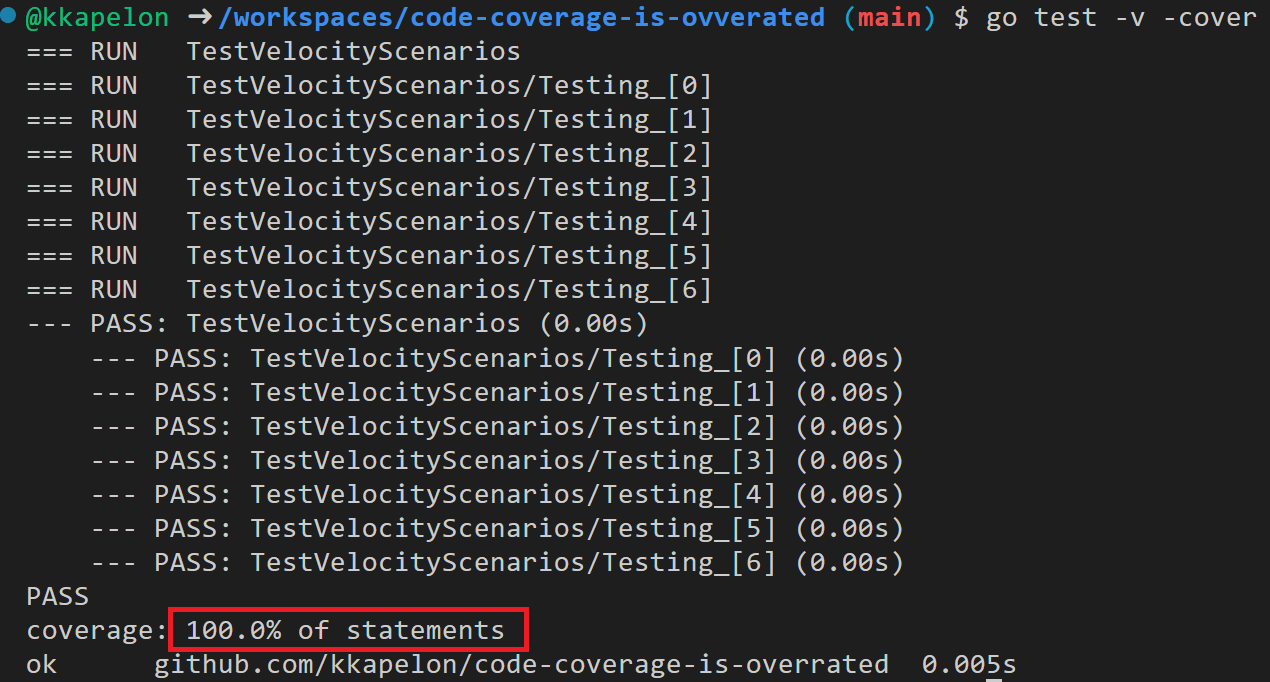 @kkapelon ➜ /workspaces/code-coverage-is-ovverated (main) $ go test -v -cover
=== RUN   TestVelocityScenarios
=== RUN   TestVelocityScenarios/Testing_[0]
=== RUN   TestVelocityScenarios/Testing_[1]
=== RUN   TestVelocityScenarios/Testing_[2]
=== RUN   TestVelocityScenarios/Testing_[3]
=== RUN   TestVelocityScenarios/Testing_[4]
=== RUN   TestVelocityScenarios/Testing_[5]
=== RUN   TestVelocityScenarios/Testing_[6]
--- PASS: TestVelocityScenarios (0.00s)
    --- PASS: TestVelocityScenarios/Testing_[0] (0.00s)
    --- PASS: TestVelocityScenarios/Testing_[1] (0.00s)
    --- PASS: TestVelocityScenarios/Testing_[2] (0.00s)
    --- PASS: TestVelocityScenarios/Testing_[3] (0.00s)
    --- PASS: TestVelocityScenarios/Testing_[4] (0.00s)
    --- PASS: TestVelocityScenarios/Testing_[5] (0.00s)
    --- PASS: TestVelocityScenarios/Testing_[6] (0.00s)
PASS
coverage: 100.0% of statements
ok      github.com/kkapelon/code-coverage-is-overrated  0.005s